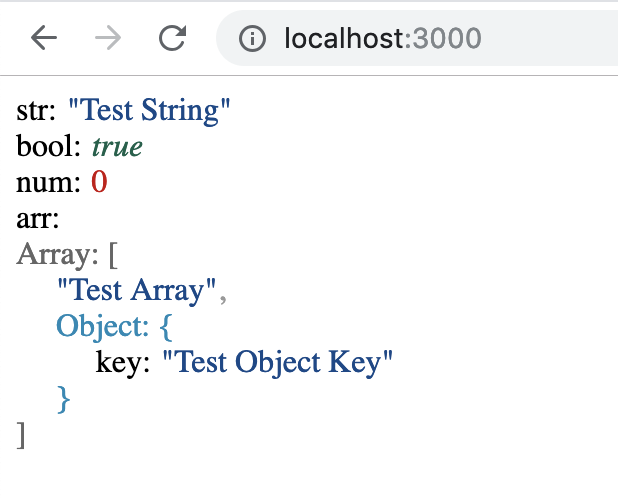 localhost:3000
str: "Test String"
bool: true
num: 0
arr:
Array: [
"Test Array",
Object: {
key: "Test Object Key"
}
]